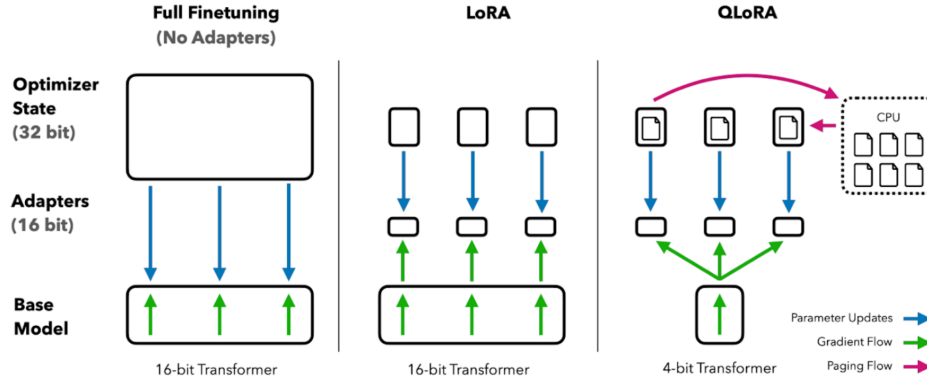 Full Finetuning
(No Adapters)
LoRA
QLoRA
Optimizer
State
(32 bit)
CPU
Adapters
(16 bit)
Base
Model
Parameter Updates
Gradient Flow
Paging Flow
16-bit Transformer
16-bit Transformer
4-bit Transformer